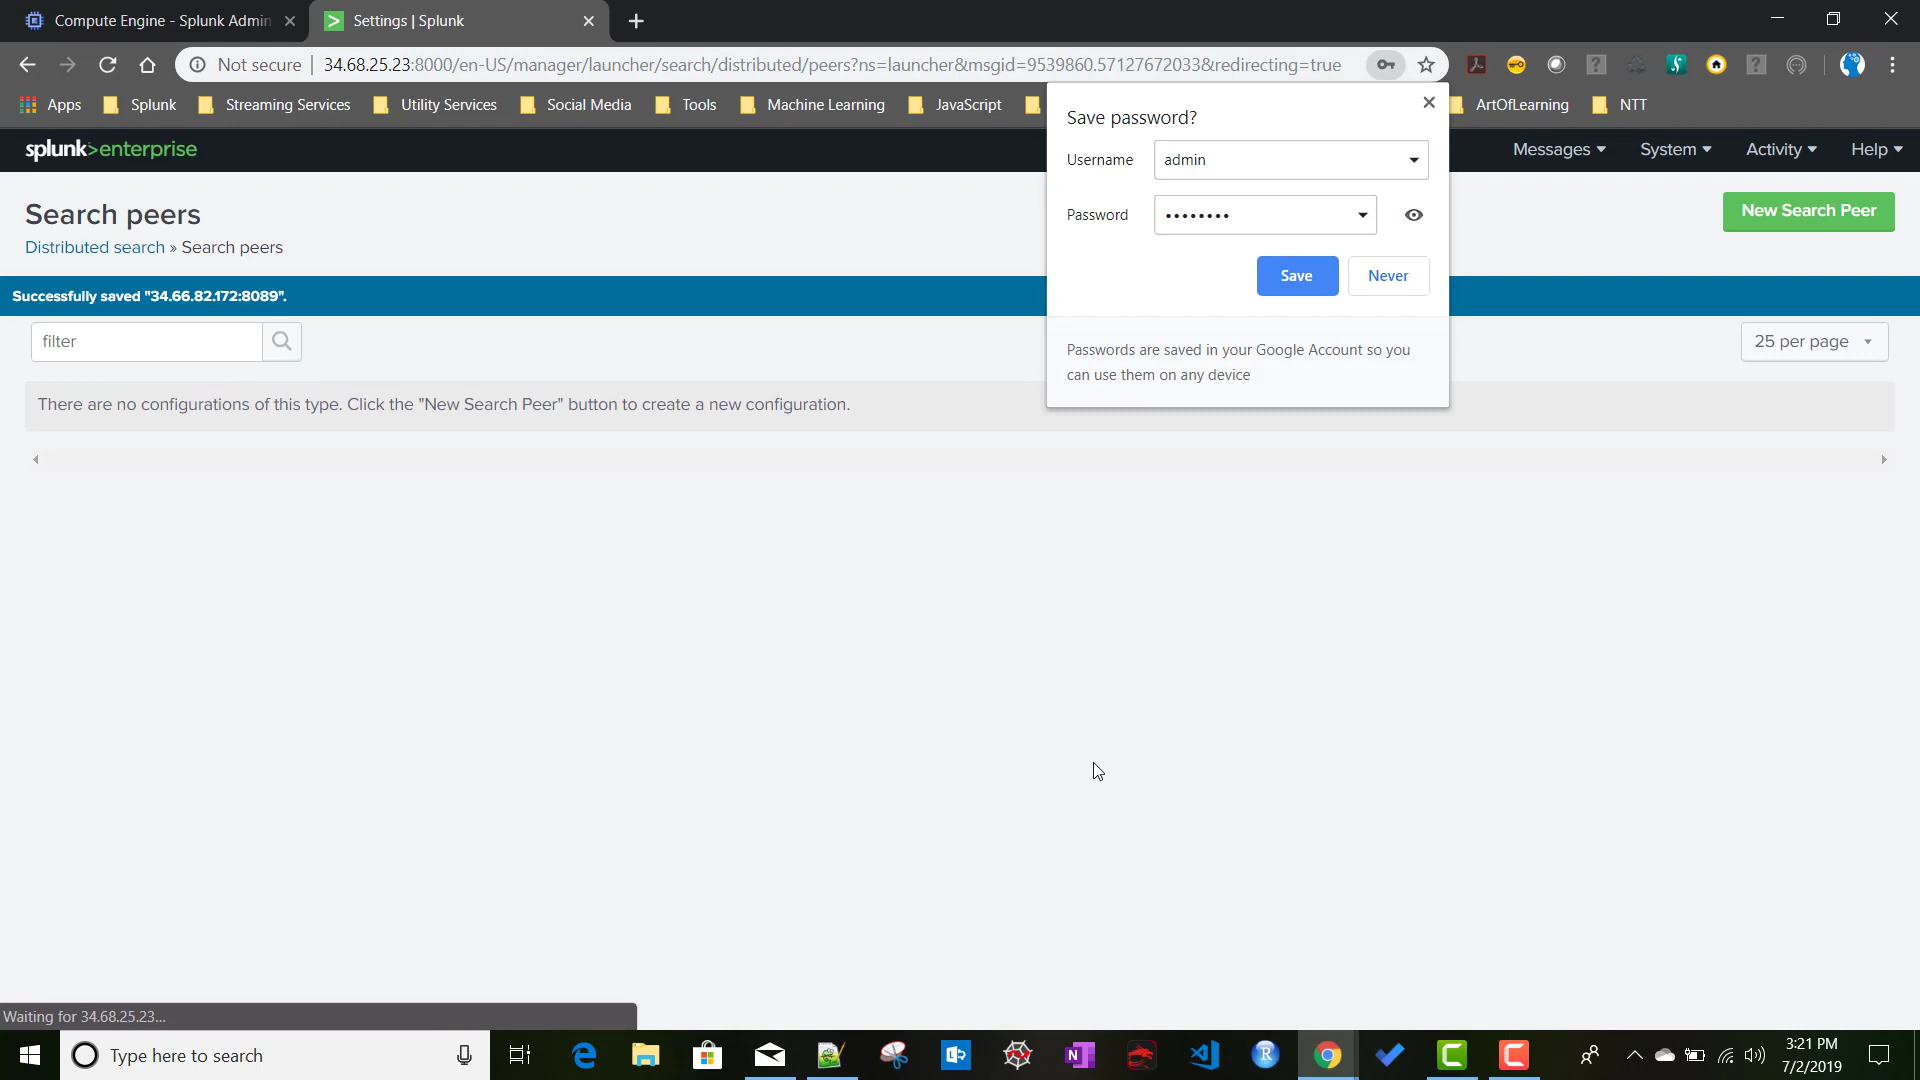 Compute Engine - Splunk Admin
Settings | Splunk
Not secure
34.68.25.23:8000/en-US/manager/launcher/search/distributed/peers?ns=launcher&msgid=9539860.57127672033&redirecting=true
Apps
Splunk
Streaming Services
Utility Services
Social Media
Tools
Machine Learning
JavaScript
ArtOfLearning
NTT
splunk>enterprise
Messages
System
Activity
Help
Search peers
Distributed search » Search peers
New Search Peer
Successfully saved "34.66.82.172:8089".
filter
25 per page
There are no configurations of this type. Click the "New Search Peer" button to create a new configuration.
Save password?
Username
admin
Password
••••••••
Save
Never
Passwords are saved in your Google Account so you
can use them on any device
Waiting for 34.68.25.23...
Type here to search
3:21 PM
7/2/2019